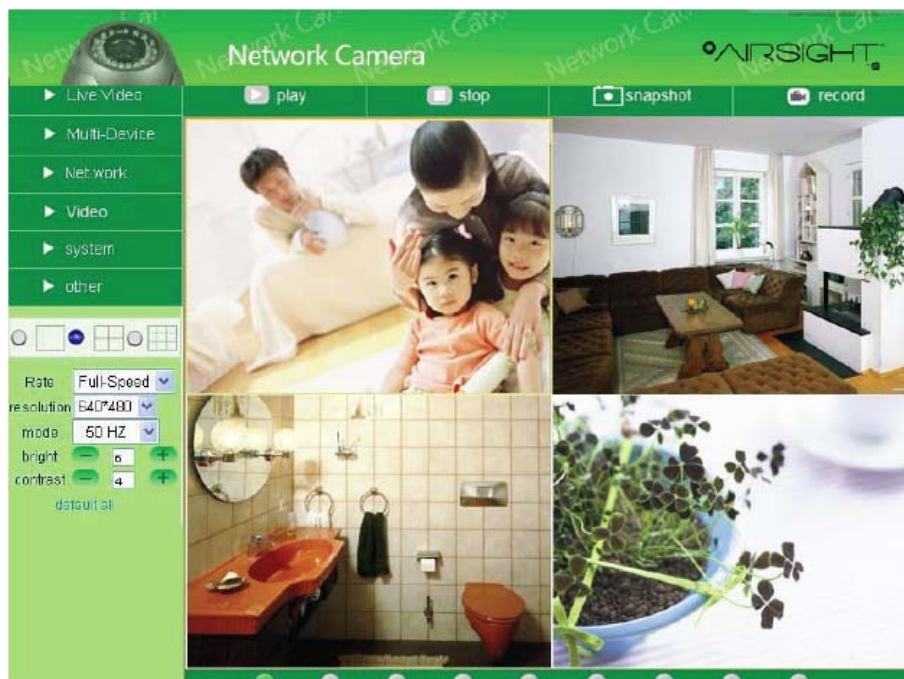 Network Camera
AIRSIGHT
Live Video
play
stop
snapshot
record
Multi-Device
Network
Video
system
other
Rate Full-Speed
resolution 640*480
mode 50 HZ
bright 6
contrast 4
default all